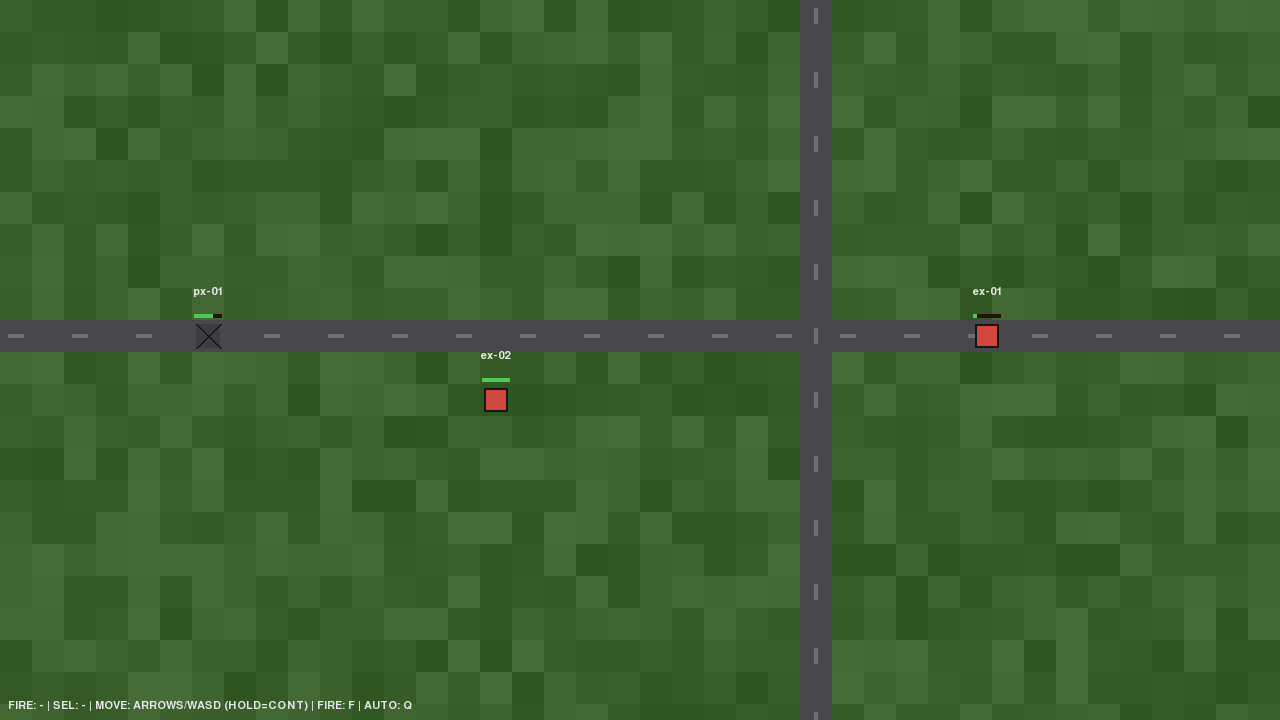 px-01
ex-01
ex-02
FIRE: - | SEL: - | MOVE: ARROWS/WASD (HOLD=CONT) | FIRE: F | AUTO: Q